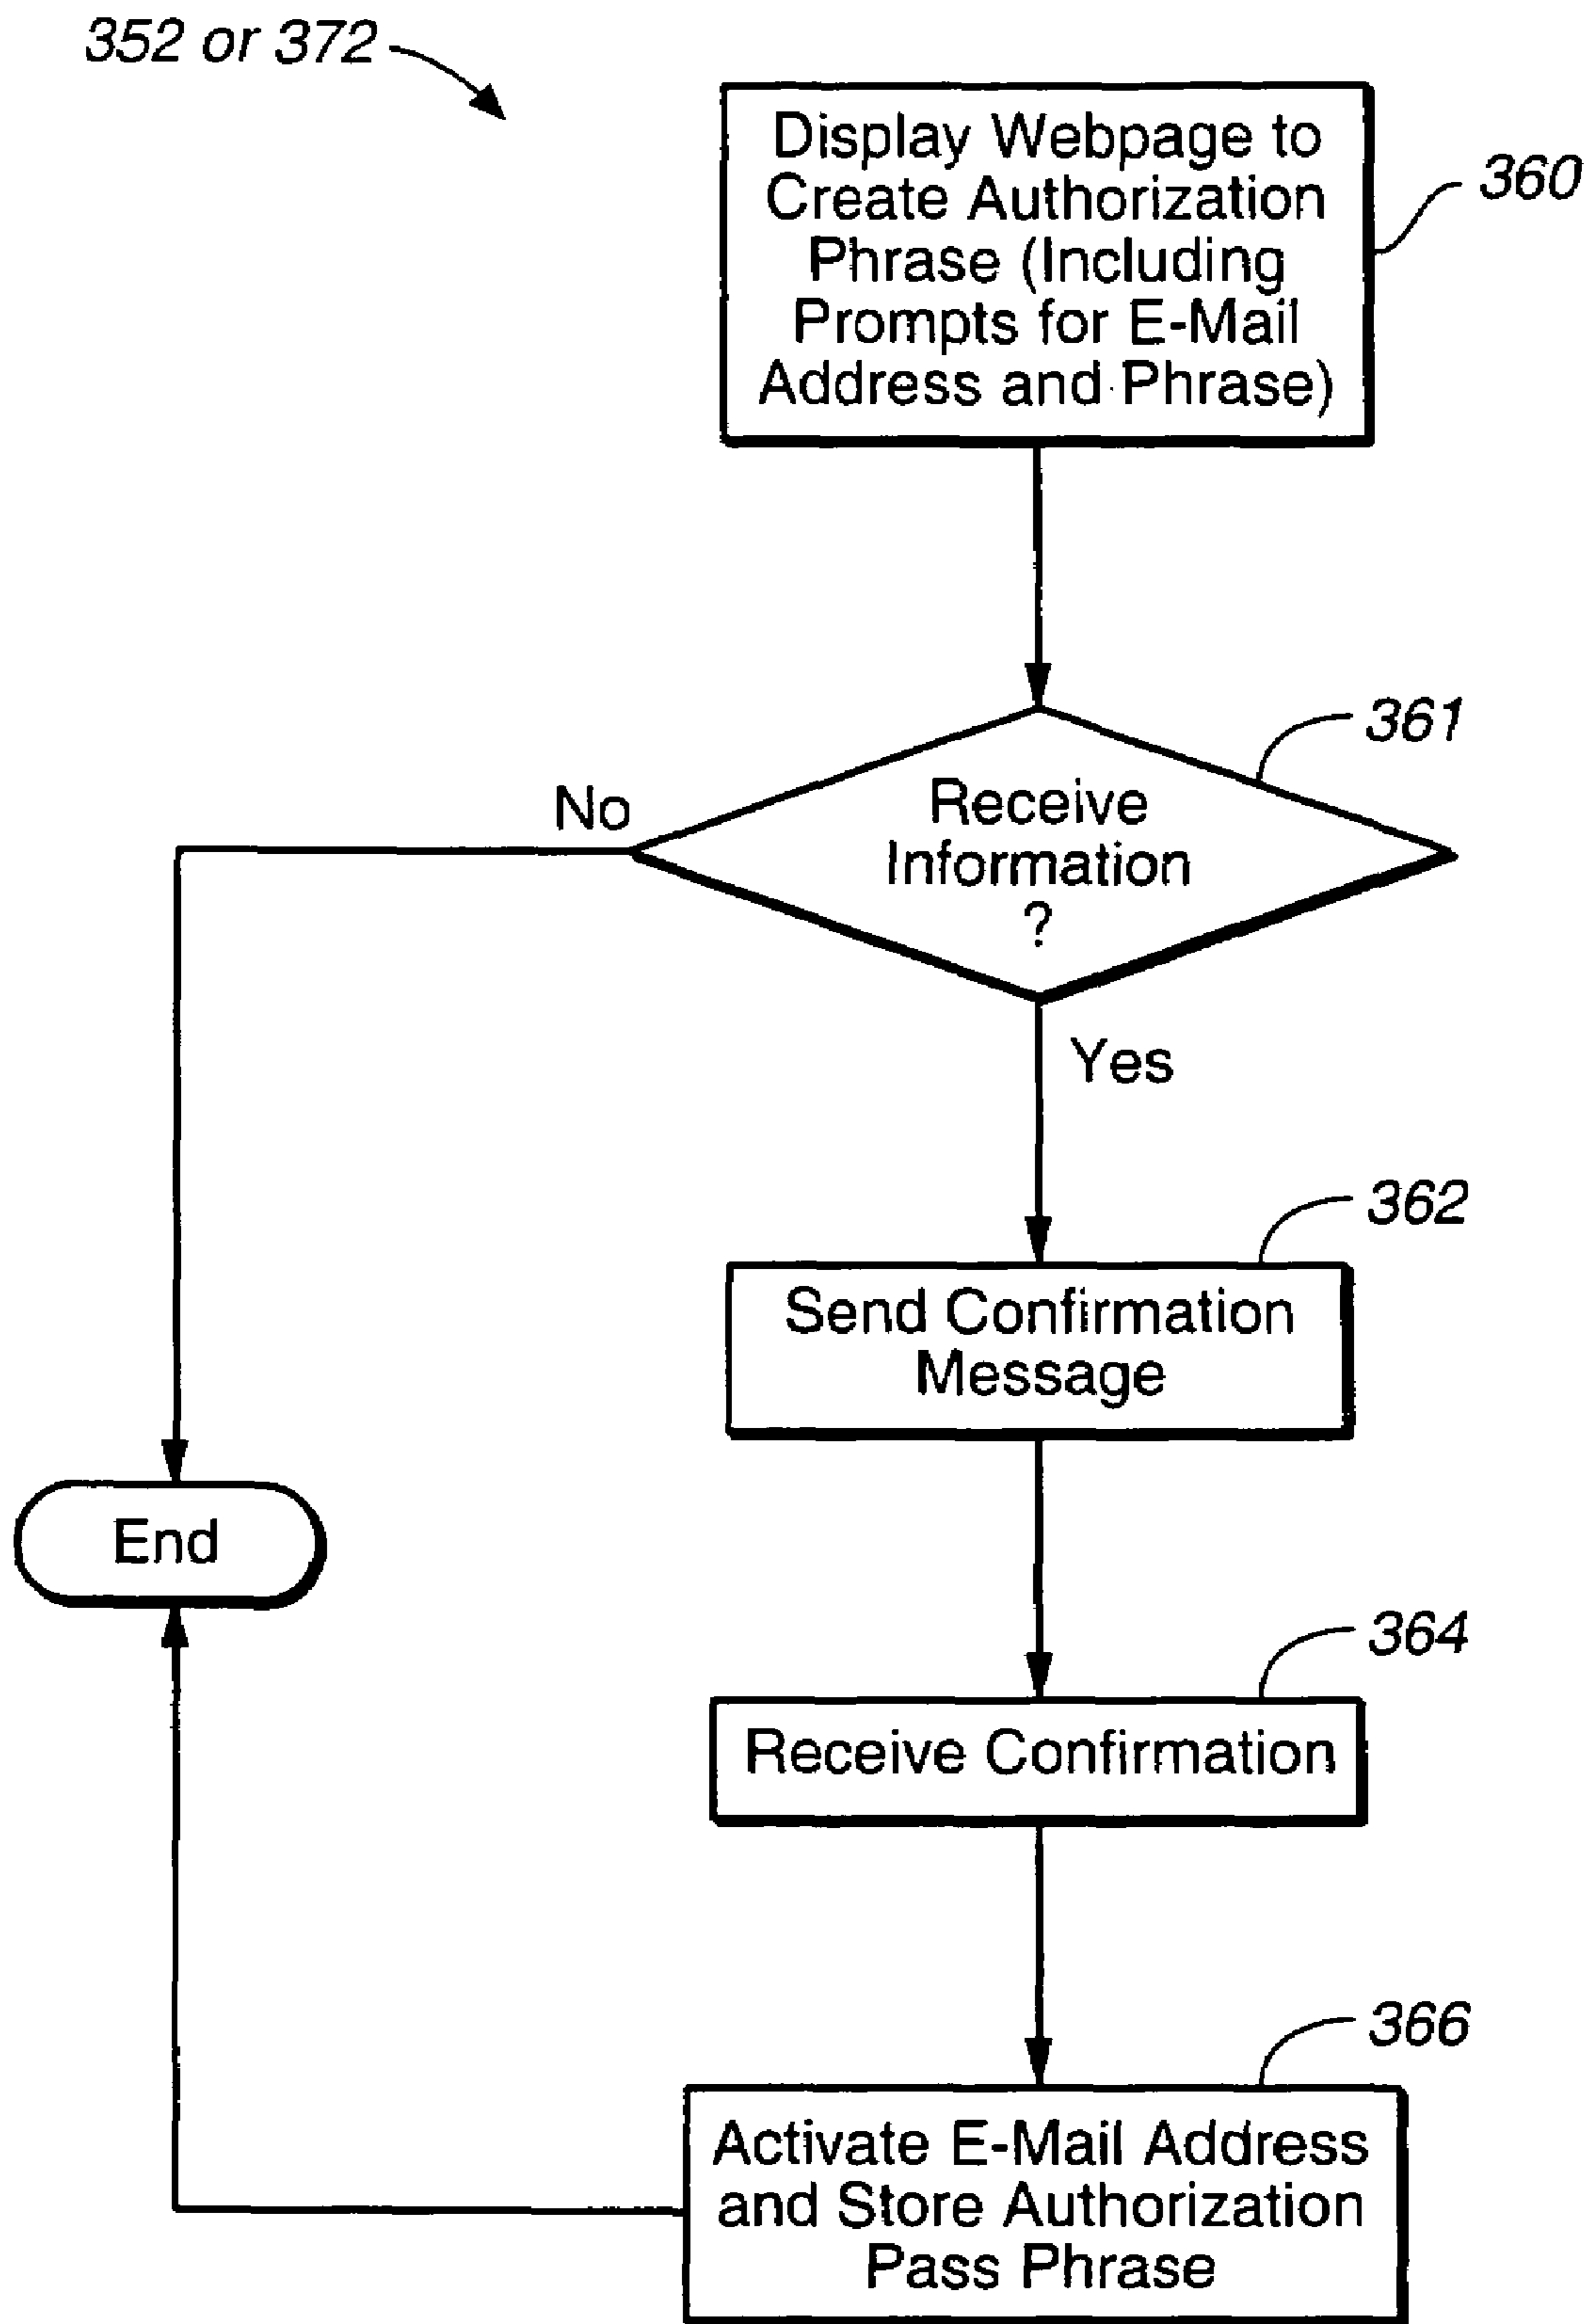 352 or 372
Display Webpage to
Create Authorization
Phrase (Including
Prompts for E-Mail
Address and Phrase)
360
361
No
Receive
Information
?
Yes
362
Send Confirmation
Message
End
364
Receive Confirmation
366
Activate E-Mail Address
and Store Authorization
Pass Phrase